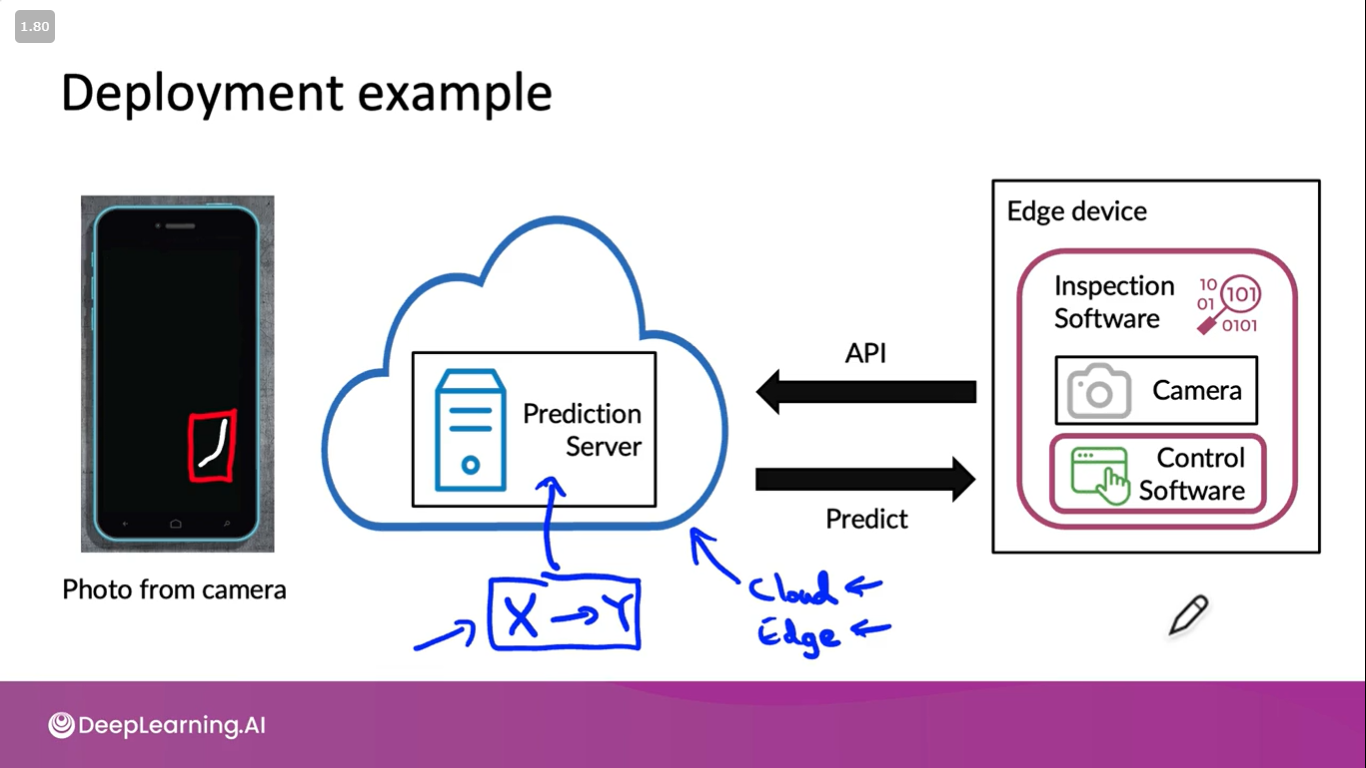 1.80
Deployment example
Photo from camera
Prediction
Server
X → Y
API
Predict
Cloud ←
Edge ←
Edge device
Inspection
Software
10
01
101
0101
Camera
Control
Software
DeepLearning.AI